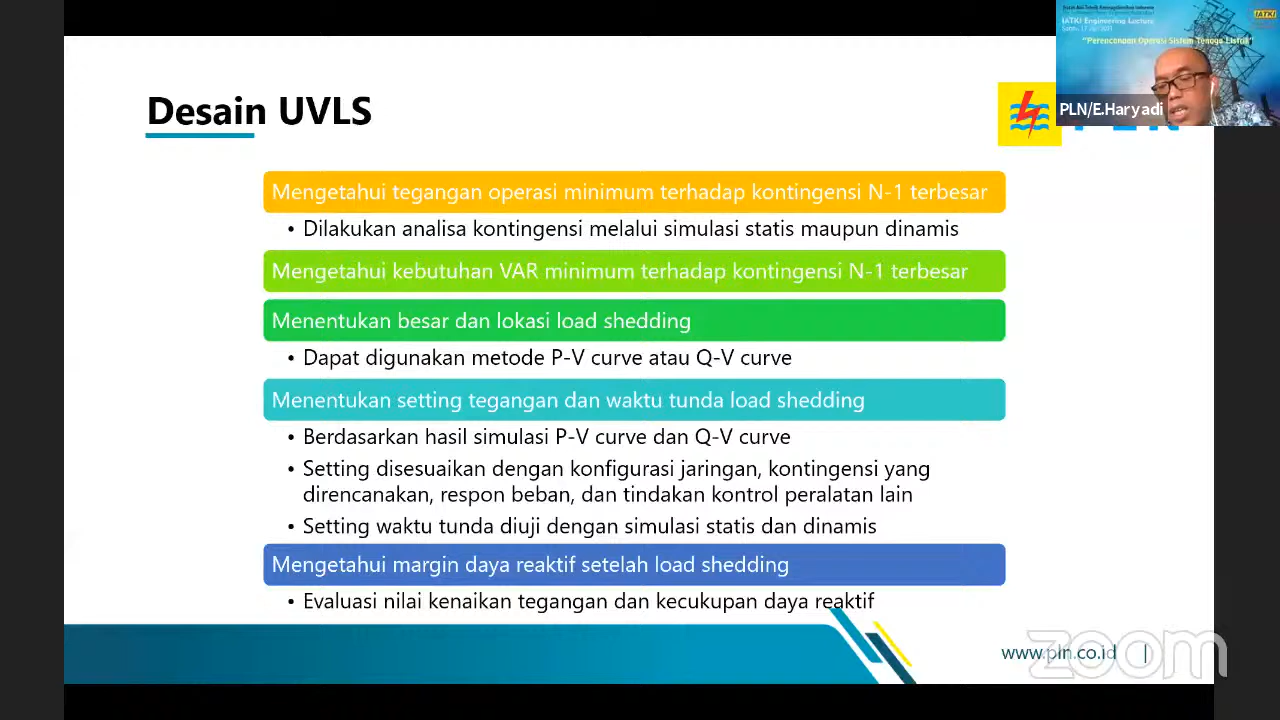 IATKI Engineering Lecture
"Perencanaan Operasi Sistem Tenaga Listrik"
IATKI
PLN/E.Haryadi
Desain UVLS
Mengetahui tegangan operasi minimum terhadap kontingensi N-1 terbesar
• Dilakukan analisa kontingensi melalui simulasi statis maupun dinamis
Mengetahui kebutuhan VAR minimum terhadap kontingensi N-1 terbesar
Menentukan besar dan lokasi load shedding
• Dapat digunakan metode P-V curve atau Q-V curve
Menentukan setting tegangan dan waktu tunda load shedding
• Berdasarkan hasil simulasi P-V curve dan Q-V curve
• Setting disesuaikan dengan konfigurasi jaringan, kontingensi yang
direncanakan, respon beban, dan tindakan kontrol peralatan lain
• Setting waktu tunda diuji dengan simulasi statis dan dinamis
Mengetahui margin daya reaktif setelah load shedding
• Evaluasi nilai kenaikan tegangan dan kecukupan daya reaktif
www.pln.co.id |
zoom